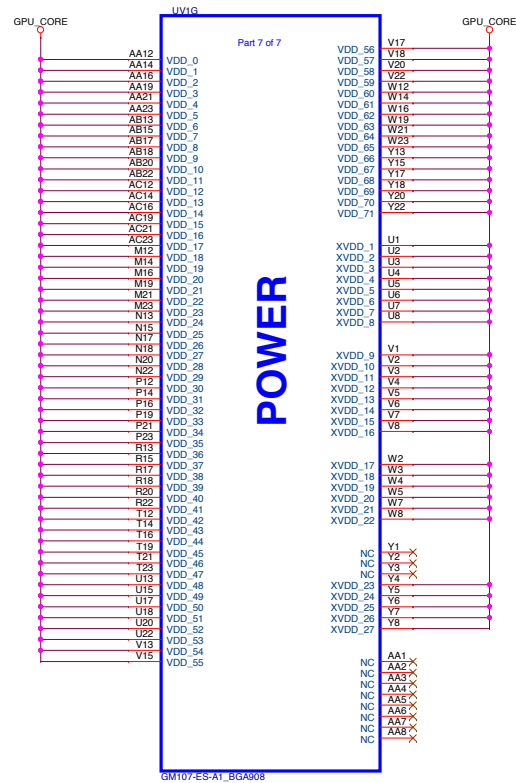 UV1G
GPU_CORE
GPU_CORE
Part 7 of 7
AA12 VDD_0
AA14 VDD_1
AA16 VDD_2
AA19 VDD_3
AA21 VDD_4
AA23 VDD_5
AB13 VDD_6
AB15 VDD_7
AB17 VDD_8
AB18 VDD_9
AB20 VDD_10
AB22 VDD_11
AC12 VDD_12
AC14 VDD_13
AC16 VDD_14
AC19 VDD_15
AC21 VDD_16
AC23 VDD_17
M12 VDD_18
M14 VDD_19
M16 VDD_20
M19 VDD_21
M21 VDD_22
M23 VDD_23
N13 VDD_24
N15 VDD_25
N17 VDD_26
N18 VDD_27
N20 VDD_28
N22 VDD_29
P12 VDD_30
P14 VDD_31
P16 VDD_32
P19 VDD_33
P21 VDD_34
P23 VDD_35
R13 VDD_36
R15 VDD_37
R17 VDD_38
R18 VDD_39
R20 VDD_40
R22 VDD_41
T12 VDD_42
T14 VDD_43
T16 VDD_44
T19 VDD_45
T21 VDD_46
T23 VDD_47
U13 VDD_48
U15 VDD_49
U17 VDD_50
U18 VDD_51
U20 VDD_52
U22 VDD_53
V13 VDD_54
V15 VDD_55
POWER
VDD_56 V17
VDD_57 V18
VDD_58 V20
VDD_59 V22
VDD_60 W12
VDD_61 W14
VDD_62 W16
VDD_63 W19
VDD_64 W21
VDD_65 W23
VDD_66 Y13
VDD_67 Y15
VDD_68 Y17
VDD_69 Y18
VDD_70 Y20
VDD_71 Y22
XVDD_1 U1
XVDD_2 U2
XVDD_3 U3
XVDD_4 U4
XVDD_5 U5
XVDD_6 U6
XVDD_7 U7
XVDD_8 U8
XVDD_9 V1
XVDD_10 V2
XVDD_11 V3
XVDD_12 V4
XVDD_13 V5
XVDD_14 V6
XVDD_15 V7
XVDD_16 V8
XVDD_17 W2
XVDD_18 W3
XVDD_19 W4
XVDD_20 W5
XVDD_21 W7
XVDD_22 W8
NC Y1
NC Y2
NC Y3
XVDD_23 Y4
XVDD_24 Y5
XVDD_25 Y6
XVDD_26 Y7
XVDD_27 Y8
NC AA1
NC AA2
NC AA3
NC AA4
NC AA5
NC AA6
NC AA7
NC AA8
GM107-ES-A1_BGA908